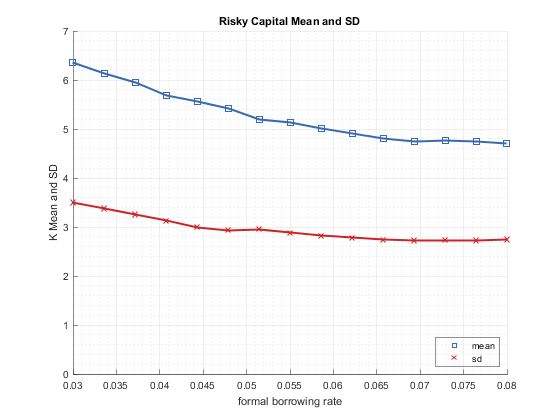 Risky Capital Mean and SD
7
6
5
4
3
2
1
0
K Mean and SD
mean
sd
0.03 0.035 0.04 0.045 0.05 0.055 0.06 0.065 0.07 0.075 0.08
formal borrowing rate